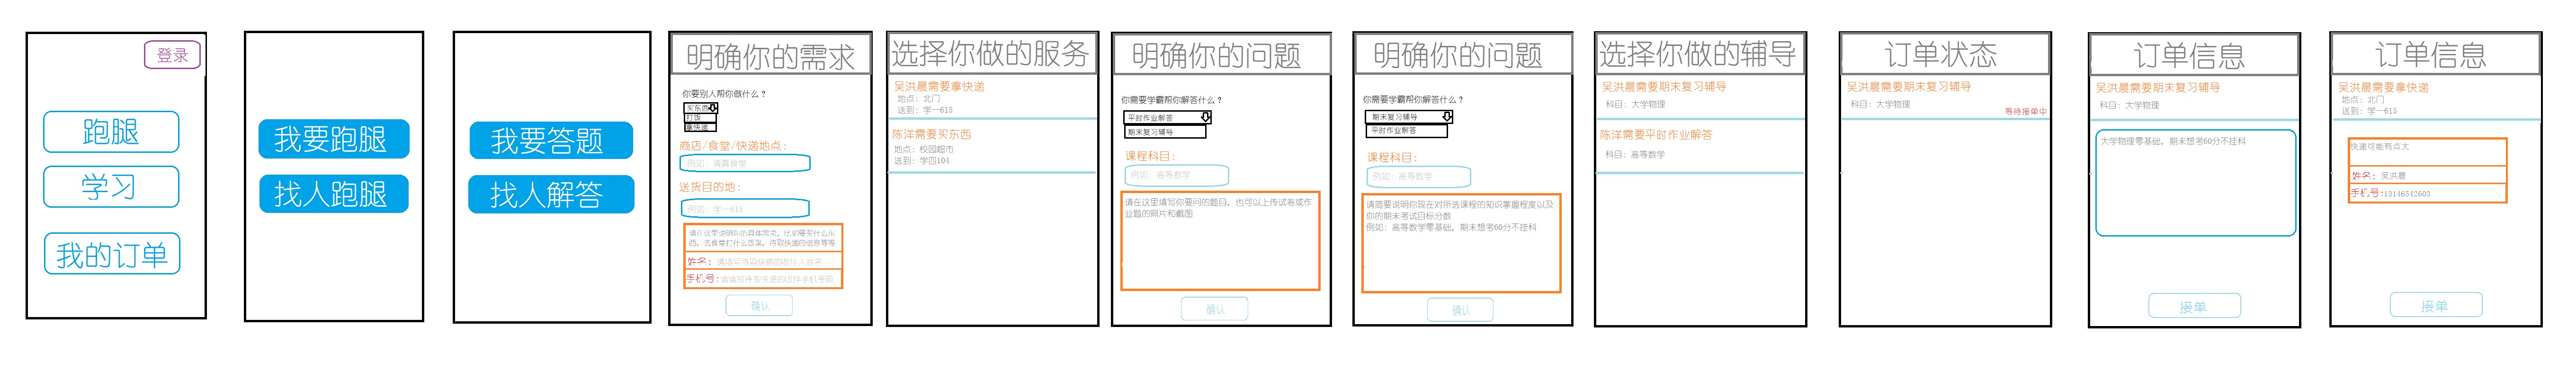 登录
跑腿
学习
我的订单
我要跑腿
找人跑腿
我要答题
找人解答
明确你的需求
你要别人帮你做什么？
买东西
打饭
拿快递
商店/食堂/快递地点：
例如：清真食堂
送货目的地：
例如：学一615
请在这里说明你的具体需求，比如要买什么东
西，去食堂打什么饭菜，待取快递的信息等等
姓名：请填写待取快递的收件人姓名
手机号:请填写待取快递的收件手机号码
确认
选择你做的服务
吴洪晨需要拿快递
地点：北门
送到：学一615
陈洋需要买东西
地点：校园超市
送到：学四104
明确你的问题
你需要学霸帮你解答什么？
平时作业解答
期末复习辅导
课程科目：
例如：高等数学
请在这里填写你要问的题目，也可以上传试卷或作
业题的照片和截图
确认
明确你的问题
你需要学霸帮你解答什么？
期末复习辅导
平时作业解答
课程科目：
例如：高等数学
请简要说明你现在对所选课程的知识掌握程度以及
你的期末考试目标分数
例如：高等数学零基础，期末想考60分不挂科
确认
选择你做的辅导
吴洪晨需要期末复习辅导
科目：大学物理
陈洋需要平时作业解答
科目：高等数学
订单状态
吴洪晨需要期末复习辅导
科目：大学物理
等待接单中
订单信息
吴洪晨需要期末复习辅导
科目：大学物理
大学物理零基础，期末想考60分不挂科
接单
订单信息
吴洪晨需要拿快递
地点：北门
送到：学一615
快递可能有点大
姓名：吴洪晨
手机号:13146542603
接单